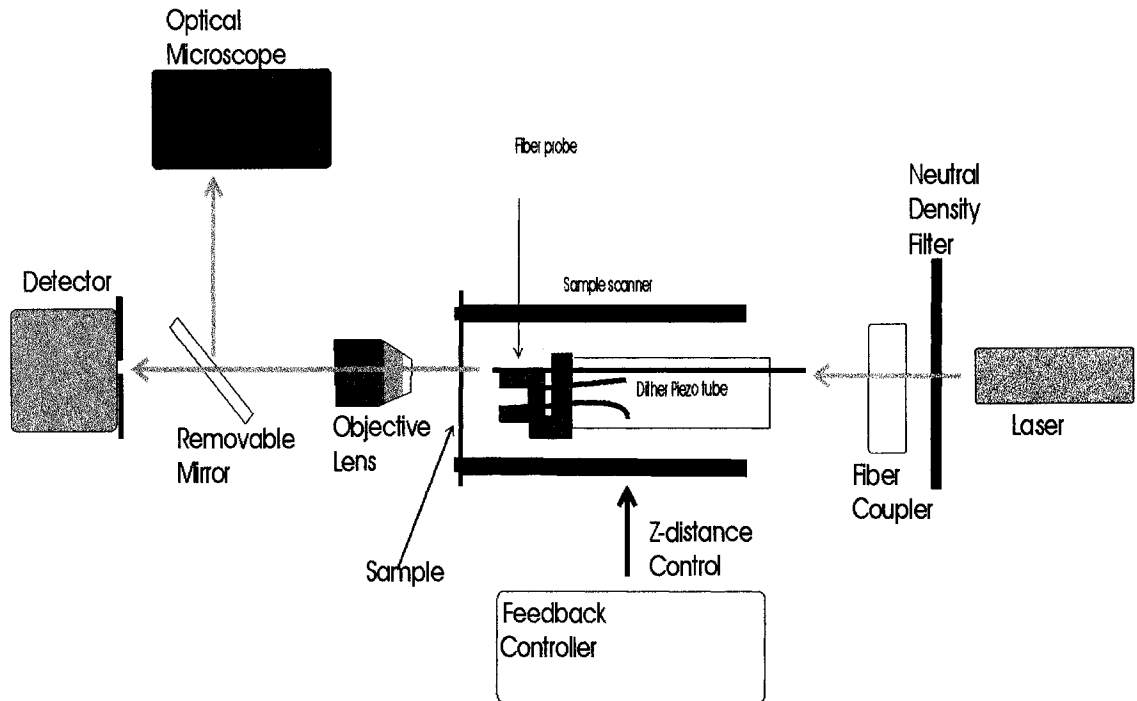 Optical
Microscope
Fiber probe
Neutral
Density
Filter
Detector
Sample scanner
Dither Piezo tube
Removable
Mirror
Objective
Lens
Laser
Fiber
Coupler
Sample
Z-distance
Control
Feedback
Controller